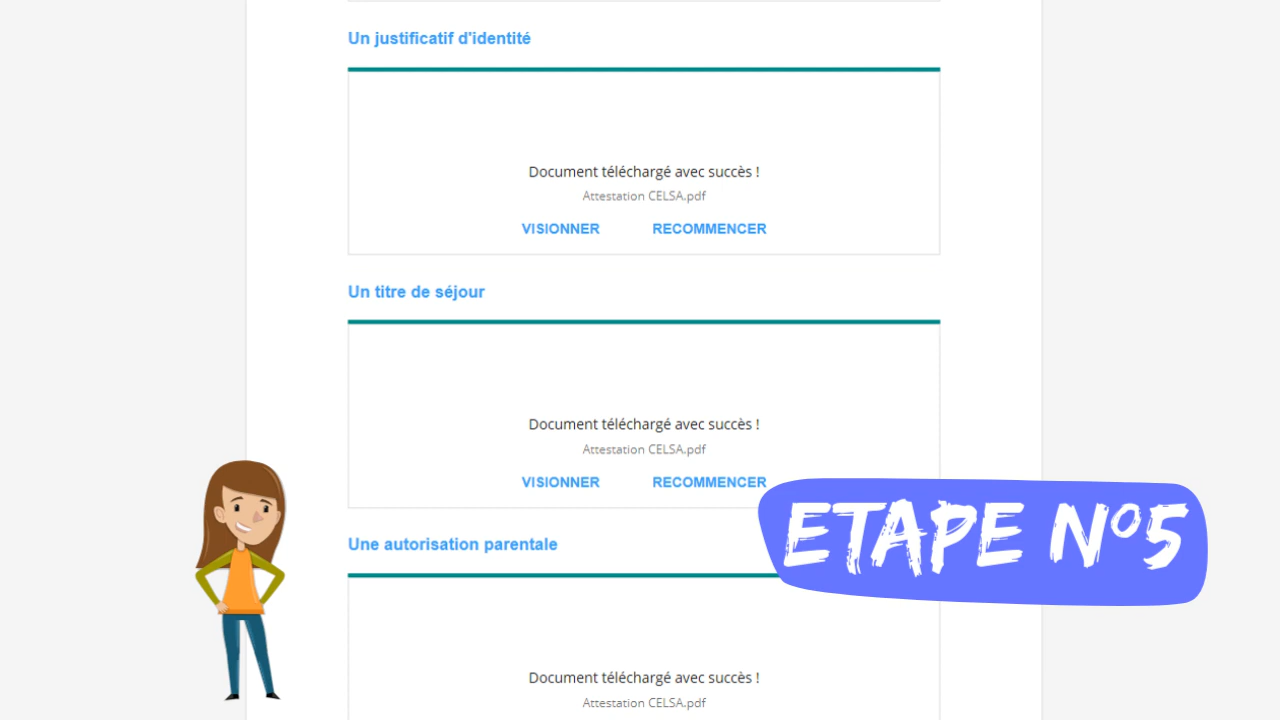 Un justificatif d'identité
Document téléchargé avec succès !
Attestation CELSA.pdf
VISIONNER RECOMMENCER
Un titre de séjour
Document téléchargé avec succès !
Attestation CELSA.pdf
VISIONNER RECOMMENCER
ETAPE N°5
Une autorisation parentale
Document téléchargé avec succès !
Attestation CELSA.pdf